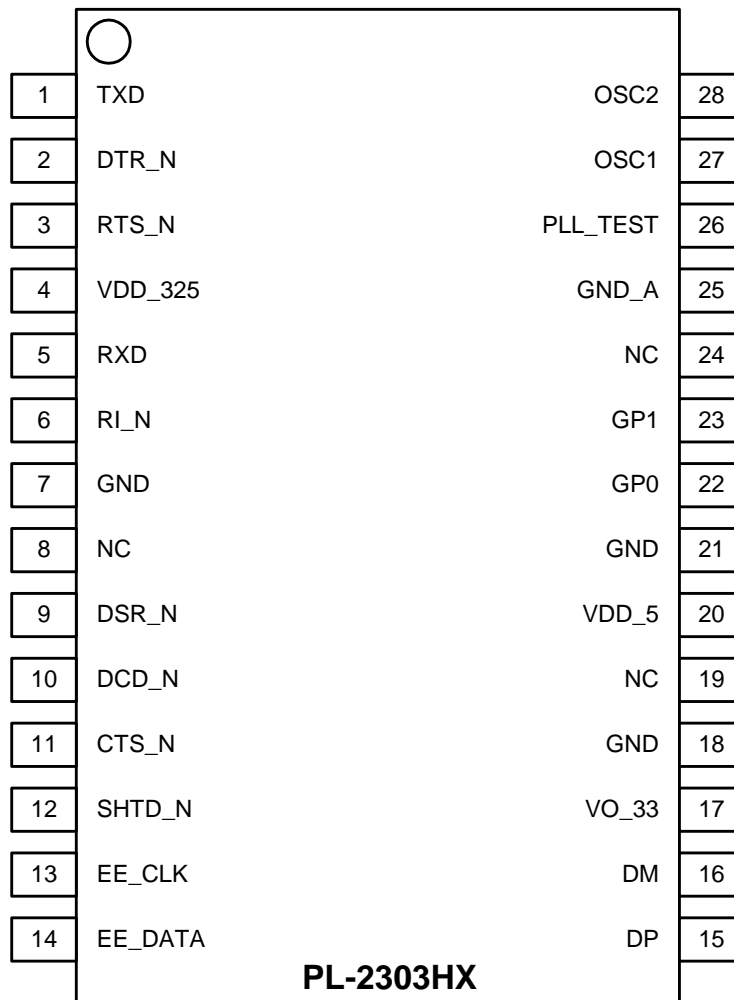 1 TXD OSC2 28
2 DTR_N OSC1 27
3 RTS_N PLL_TEST 26
4 VDD_325 GND_A 25
5 RXD NC 24
6 RI_N GP1 23
7 GND GP0 22
8 NC GND 21
9 DSR_N VDD_5 20
10 DCD_N NC 19
11 CTS_N GND 18
12 SHTD_N VO_33 17
13 EE_CLK DM 16
14 EE_DATA DP 15
PL-2303HX